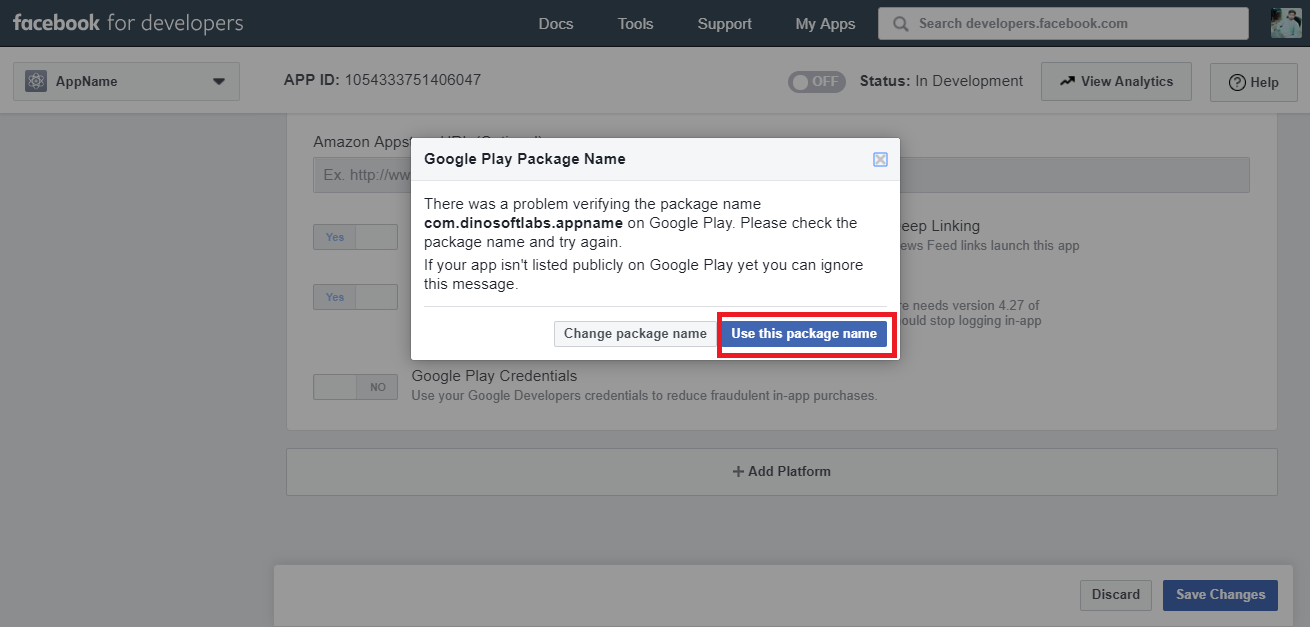 facebook for developers
Docs
Tools
Support
My Apps
Search developers.facebook.com
AppName
APP ID: 1054333751406047
OFF
Status: In Development
View Analytics
Help
Amazon Appst
Ex. http://ww
Google Play Package Name
There was a problem verifying the package name
com.dinosoftlabs.appname on Google Play. Please check the
package name and try again.
If your app isn't listed publicly on Google Play yet you can ignore
this message.
Change package name
Use this package name
Yes
eep Linking
ews Feed links launch this app
Yes
e needs version 4.27 of
ould stop logging in-app
NO
Google Play Credentials
Use your Google Developers credentials to reduce fraudulent in-app purchases.
+ Add Platform
Discard
Save Changes